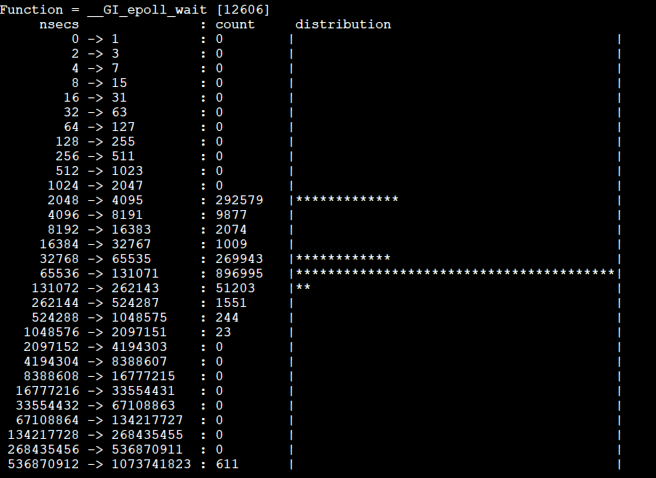 Function = __GI_epoll_wait [12606]
     nsecs               : count     distribution
         0 -> 1          : 0        |                                        |
         2 -> 3          : 0        |                                        |
         4 -> 7          : 0        |                                        |
         8 -> 15         : 0        |                                        |
        16 -> 31         : 0        |                                        |
        32 -> 63         : 0        |                                        |
        64 -> 127        : 0        |                                        |
       128 -> 255        : 0        |                                        |
       256 -> 511        : 0        |                                        |
       512 -> 1023       : 0        |                                        |
      1024 -> 2047       : 0        |                                        |
      2048 -> 4095       : 292579   |*************                           |
      4096 -> 8191       : 9877     |                                        |
      8192 -> 16383      : 2074     |                                        |
     16384 -> 32767      : 1009     |                                        |
     32768 -> 65535      : 269943   |************                            |
     65536 -> 131071     : 896995   |****************************************|
    131072 -> 262143     : 51203    |**                                      |
    262144 -> 524287     : 1551     |                                        |
    524288 -> 1048575    : 244      |                                        |
   1048576 -> 2097151    : 23       |                                        |
   2097152 -> 4194303    : 0        |                                        |
   4194304 -> 8388607    : 0        |                                        |
   8388608 -> 16777215   : 0        |                                        |
  16777216 -> 33554431   : 0        |                                        |
  33554432 -> 67108863   : 0        |                                        |
  67108864 -> 134217727  : 0        |                                        |
 134217728 -> 268435455  : 0        |                                        |
 268435456 -> 536870911  : 0        |                                        |
 536870912 -> 1073741823 : 611      |                                        |